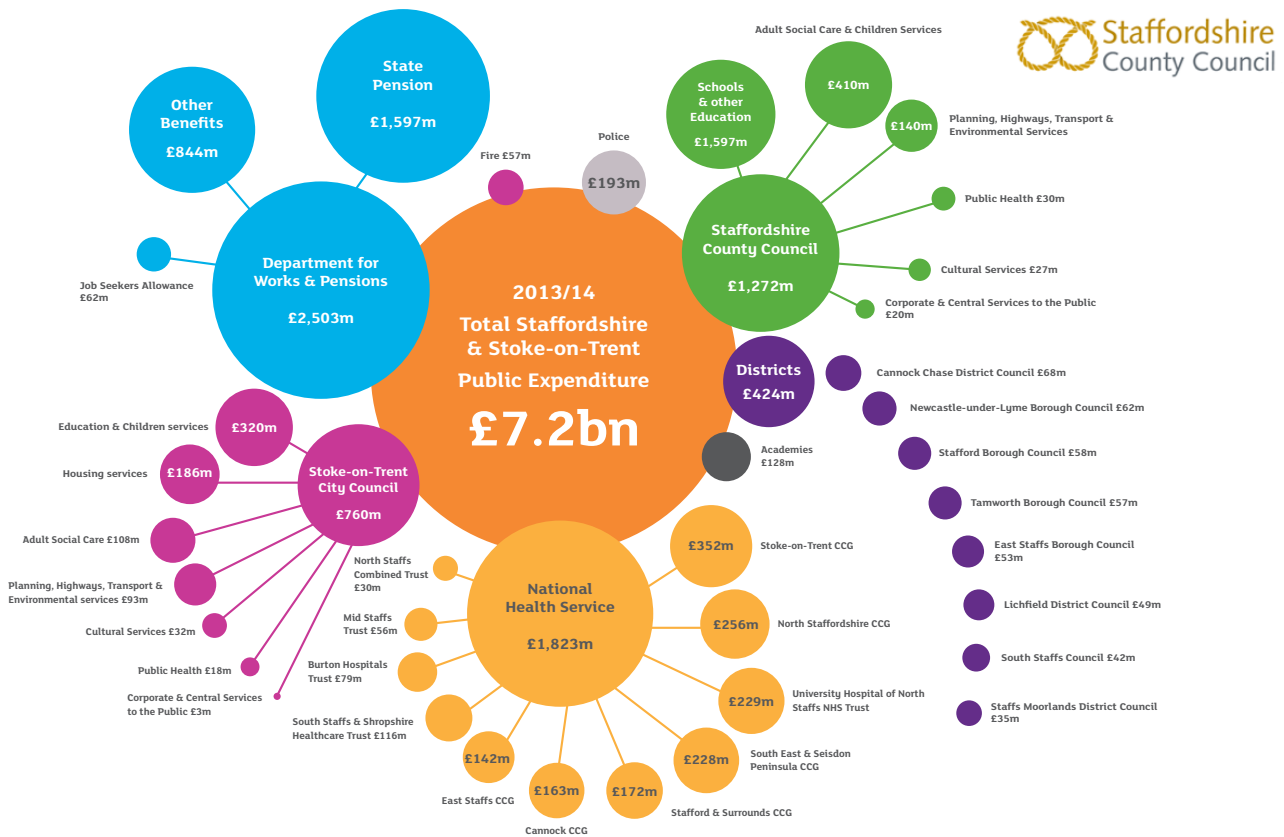 Staffordshire
County Council
State
Pension
£1,597m
Other
Benefits
£844m
Job Seekers Allowance
£62m
Department for
Works & Pensions
£2,503m
Fire £57m
Police
£193m
Adult Social Care & Children Services
£410m
Schools
& other
Education
£1,597m
£140m
Planning, Highways, Transport &
Environmental Services
Public Health £30m
Cultural Services £27m
Corporate & Central Services to the Public
£20m
Staffordshire
County Council
£1,272m
2013/14
Total Staffordshire
& Stoke-on-Trent
Public Expenditure
£7.2bn
Districts
£424m
Cannock Chase District Council £68m
Newcastle-under-Lyme Borough Council £62m
Stafford Borough Council £58m
Tamworth Borough Council £57m
East Staffs Borough Council
£53m
Lichfield District Council £49m
South Staffs Council £42m
Staffs Moorlands District Council
£35m
Academies
£128m
Education & Children services
£320m
Housing services
£186m
Stoke-on-Trent
City Council
£760m
Adult Social Care £108m
Planning, Highways, Transport &
Environmental services £93m
Cultural Services £32m
Public Health £18m
Corporate & Central Services
to the Public £3m
National
Health Service
£1,823m
North Staffs
Combined Trust
£30m
Mid Staffs
Trust £56m
Burton Hospitals
Trust £79m
South Staffs & Shropshire
Healthcare Trust £116m
£142m
East Staffs CCG
£163m
Cannock CCG
£172m
Stafford & Surrounds CCG
£228m
South East & Seisdon
Peninsula CCG
£229m
University Hospital of North
Staffs NHS Trust
£256m
North Staffordshire CCG
£352m
Stoke-on-Trent CCG